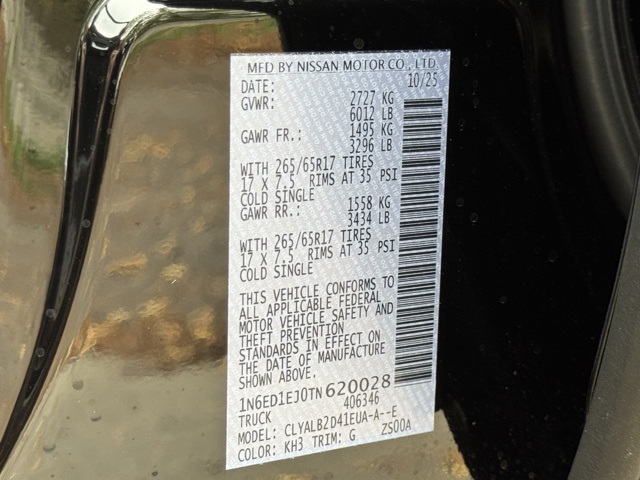 MFD BY NISSAN MOTOR CO., LTD.
DATE: 10/25
GVWR: 2727 KG
6012 LB
GAWR FR.: 1495 KG
3296 LB
WITH 265/65R17 TIRES
17 X 7.5 RIMS AT 35 PSI
COLD SINGLE
GAWR RR.: 1558 KG
3434 LB
WITH 265/65R17 TIRES
17 X 7.5 RIMS AT 35 PSI
COLD SINGLE
THIS VEHICLE CONFORMS TO
ALL APPLICABLE FEDERAL
MOTOR VEHICLE SAFETY AND
THEFT PREVENTION
STANDARDS IN EFFECT ON
THE DATE OF MANUFACTURE
SHOWN ABOVE.
1N6ED1EJ0TN620028
TRUCK 406346
MODEL: CLYALB2D41EUA-A--E
COLOR: KH3 TRIM: G ZS00A